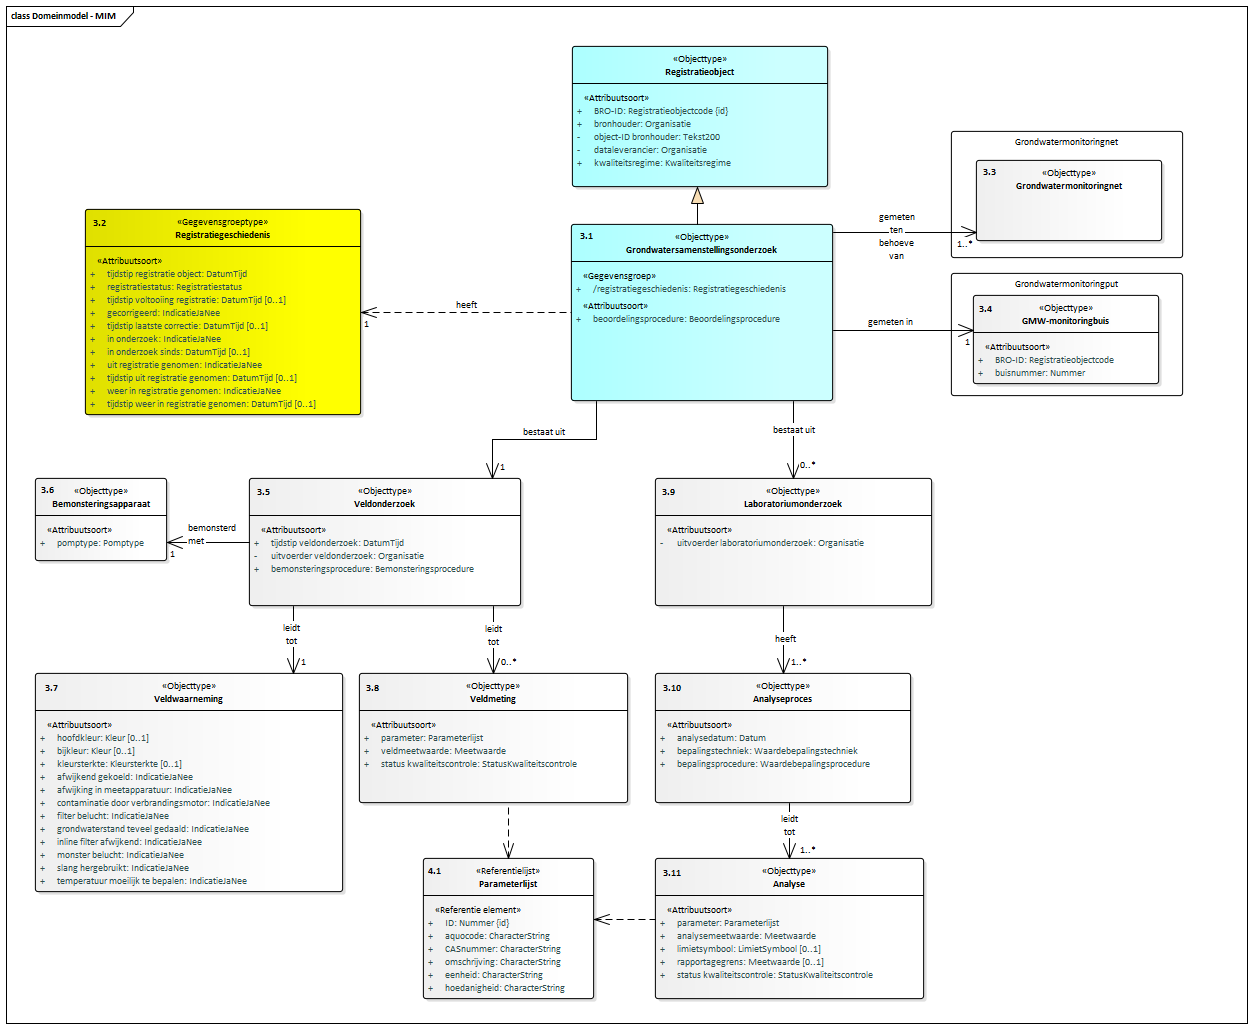 class Domeinmodel - MIM
«Objecttype»
Registratieobject
«Attribuutsoort»
+ BRO-ID: Registratieobjectcode {id}
+ bronhouder: Organisatie
- object-ID bronhouder: Tekst200
- dataleverancier: Organisatie
+ kwaliteitsregime: Kwaliteitsregime
Grondwatermonitoringnet
3.3 «Objecttype»
Grondwatermonitoringnet
gemeten
ten
behoeve
van
1..*
3.2 «Gegevensgroeptype»
Registratiegeschiedenis
«Attribuutsoort»
+ tijdstip registratie object: DatumTijd
+ registratiestatus: Registratiestatus
+ tijdstip voltooiing registratie: DatumTijd [0..1]
+ gecorrigeerd: IndicatieJaNee
+ tijdstip laatste correctie: DatumTijd [0..1]
+ in onderzoek: IndicatieJaNee
+ in onderzoek sinds: DatumTijd [0..1]
+ uit registratie genomen: IndicatieJaNee
+ tijdstip uit registratie genomen: DatumTijd [0..1]
+ weer in registratie genomen: IndicatieJaNee
+ tijdstip weer in registratie genomen: DatumTijd [0..1]
heeft
1
3.1 «Objecttype»
Grondwatersamenstellingsonderzoek
«Gegevensgroep»
+ /registratiegeschiedenis: Registratiegeschiedenis
«Attribuutsoort»
+ beoordelingsprocedure: Beoordelingsprocedure
gemeten in
1
Grondwatermonitoringput
3.4 «Objecttype»
GMW-monitoringbuis
«Attribuutsoort»
+ BRO-ID: Registratieobjectcode
+ buisnummer: Nummer
bestaat uit
1
bestaat uit
0..*
3.6 «Objecttype»
Bemonsteringsapparaat
«Attribuutsoort»
+ pomptype: Pomptype
bemonsterd
met
1
3.5 «Objecttype»
Veldonderzoek
«Attribuutsoort»
+ tijdstip veldonderzoek: DatumTijd
- uitvoerder veldonderzoek: Organisatie
+ bemonsteringsprocedure: Bemonsteringsprocedure
3.9 «Objecttype»
Laboratoriumonderzoek
«Attribuutsoort»
- uitvoerder laboratoriumonderzoek: Organisatie
leidt
tot
1
leidt
tot
0..*
heeft
1..*
3.7 «Objecttype»
Veldwaarneming
«Attribuutsoort»
+ hoofdkleur: Kleur [0..1]
+ bijkleur: Kleur [0..1]
+ kleursterkte: Kleursterkte [0..1]
+ afwijkend gekoeld: IndicatieJaNee
+ afwijking in meetapparatuur: IndicatieJaNee
+ contaminatie door verbrandingsmotor: IndicatieJaNee
+ filter belucht: IndicatieJaNee
+ grondwaterstand teveel gedaald: IndicatieJaNee
+ inline filter afwijkend: IndicatieJaNee
+ monster belucht: IndicatieJaNee
+ slang hergebruikt: IndicatieJaNee
+ temperatuur moeilijk te bepalen: IndicatieJaNee
3.8 «Objecttype»
Veldmeting
«Attribuutsoort»
+ parameter: Parameterlijst
+ veldmeetwaarde: Meetwaarde
+ status kwaliteitscontrole: StatusKwaliteitscontrole
3.10 «Objecttype»
Analyseproces
«Attribuutsoort»
+ analysedatum: Datum
+ bepalingstechniek: Waardebepalingstechniek
+ bepalingsprocedure: Waardebepalingsprocedure
leidt
tot
1..*
4.1 «Referentielijst»
Parameterlijst
«Referentie element»
+ ID: Nummer {id}
+ aquocode: CharacterString
+ CASnummer: CharacterString
+ omschrijving: CharacterString
+ eenheid: CharacterString
+ hoedanigheid: CharacterString
3.11 «Objecttype»
Analyse
«Attribuutsoort»
+ parameter: Parameterlijst
+ analysemeetwaarde: Meetwaarde
+ limietsymbool: LimietSymbool [0..1]
+ rapportagegrens: Meetwaarde [0..1]
+ status kwaliteitscontrole: StatusKwaliteitscontrole